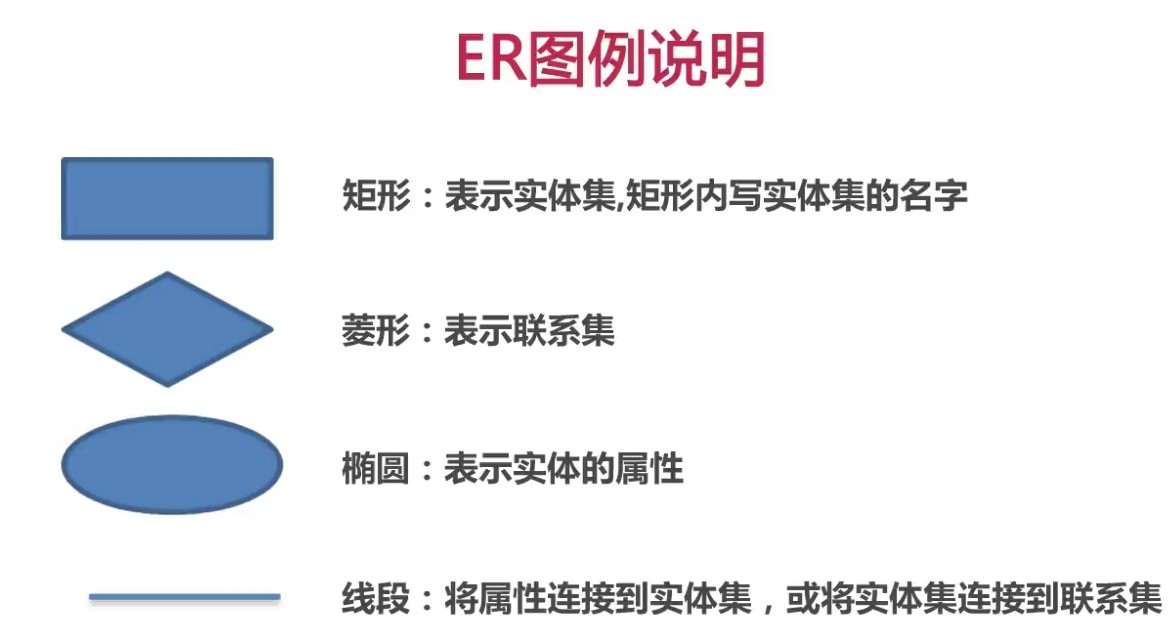 ER图例说明
矩形：表示实体集,矩形内写实体集的名字
菱形：表示联系集
椭圆：表示实体的属性
线段：将属性连接到实体集，或将实体集连接到联系集